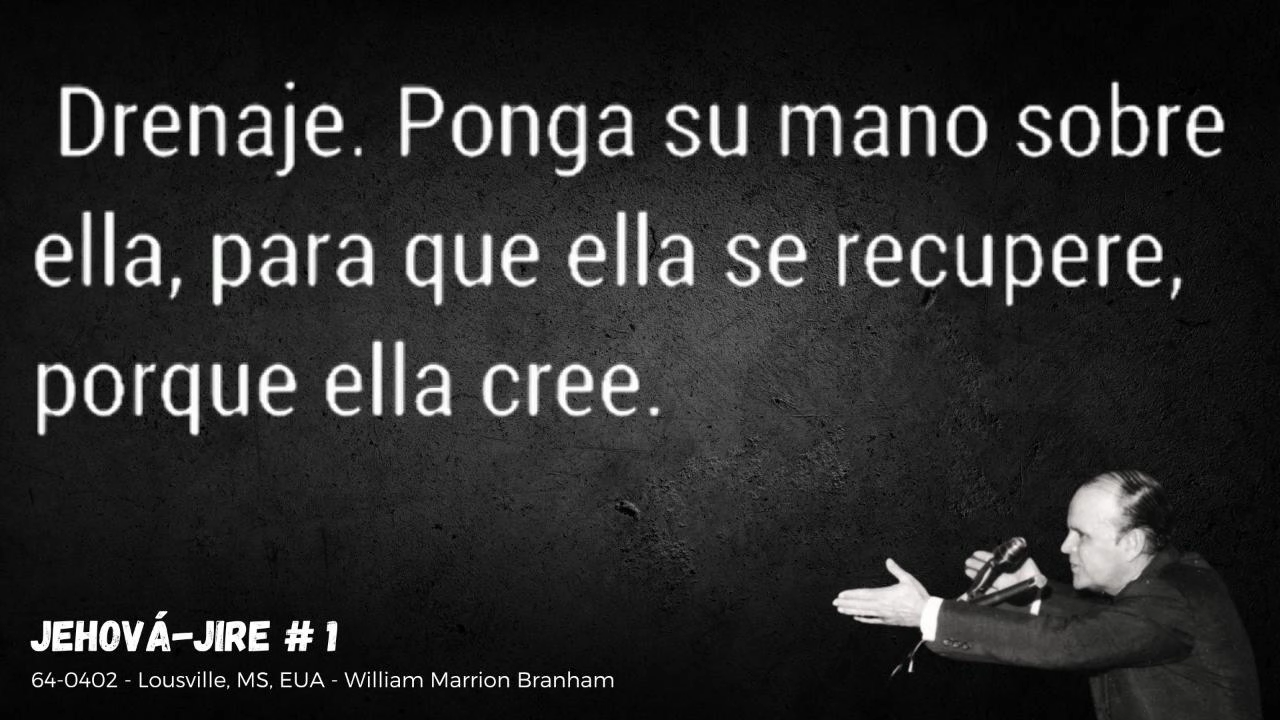 Drenaje. Ponga su mano sobre
ella, para que ella se recupere,
porque ella cree.
JEHOVÁ-JIRE # 1
64-0402 - Lousville, MS, EUA - William Marrion Branham